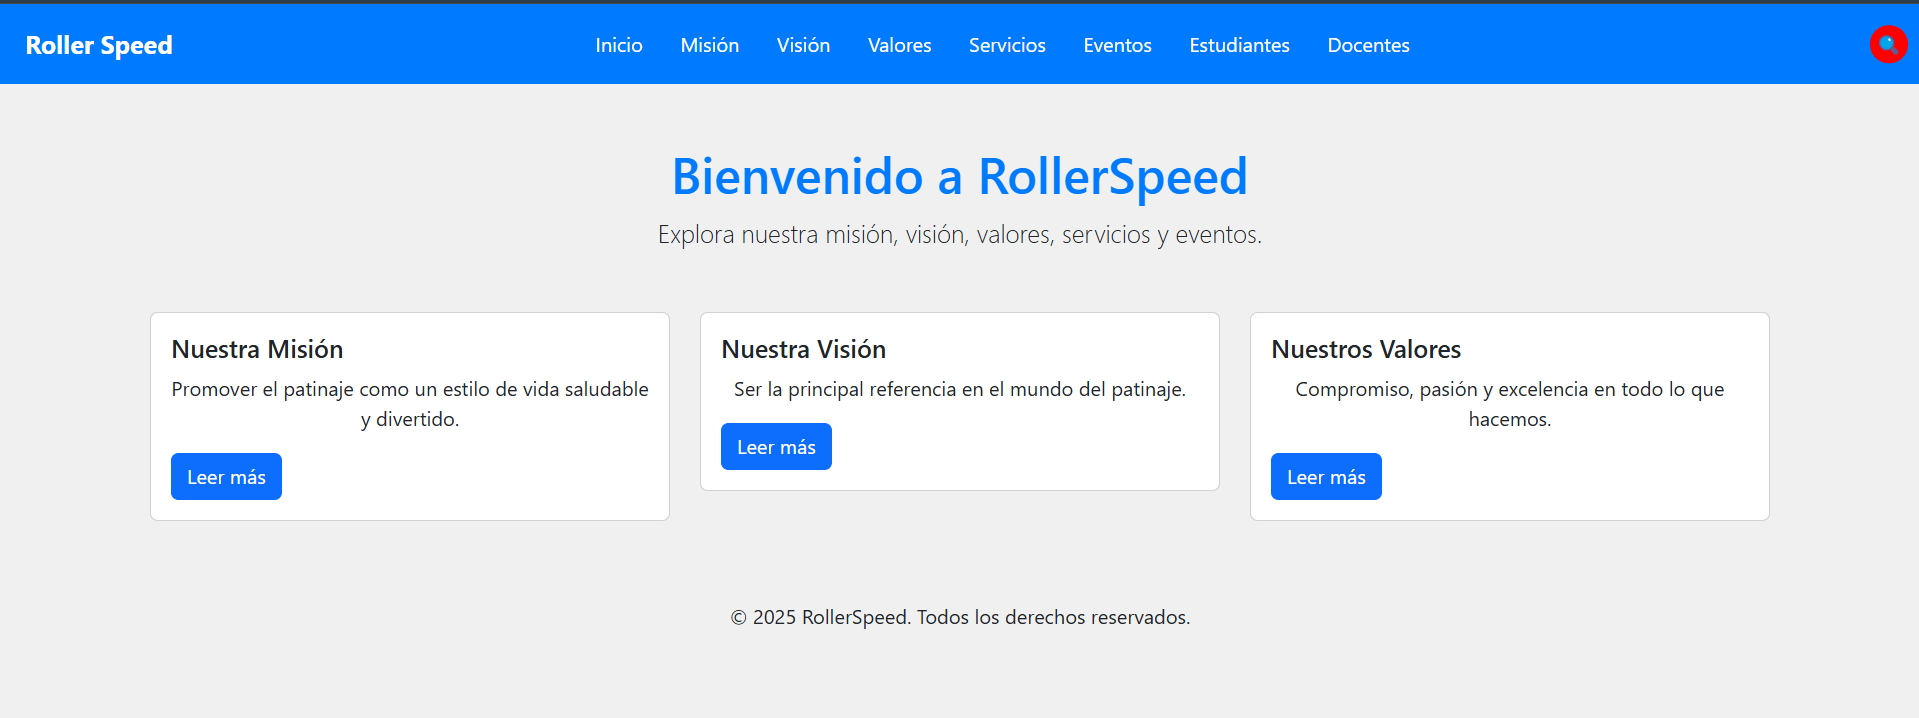 Roller Speed
Inicio Misión Visión Valores Servicios Eventos Estudiantes Docentes
Bienvenido a RollerSpeed
Explora nuestra misión, visión, valores, servicios y eventos.
Nuestra Misión
Promover el patinaje como un estilo de vida saludable
y divertido.
Leer más
Nuestra Visión
Ser la principal referencia en el mundo del patinaje.
Leer más
Nuestros Valores
Compromiso, pasión y excelencia en todo lo que
hacemos.
Leer más
© 2025 RollerSpeed. Todos los derechos reservados.